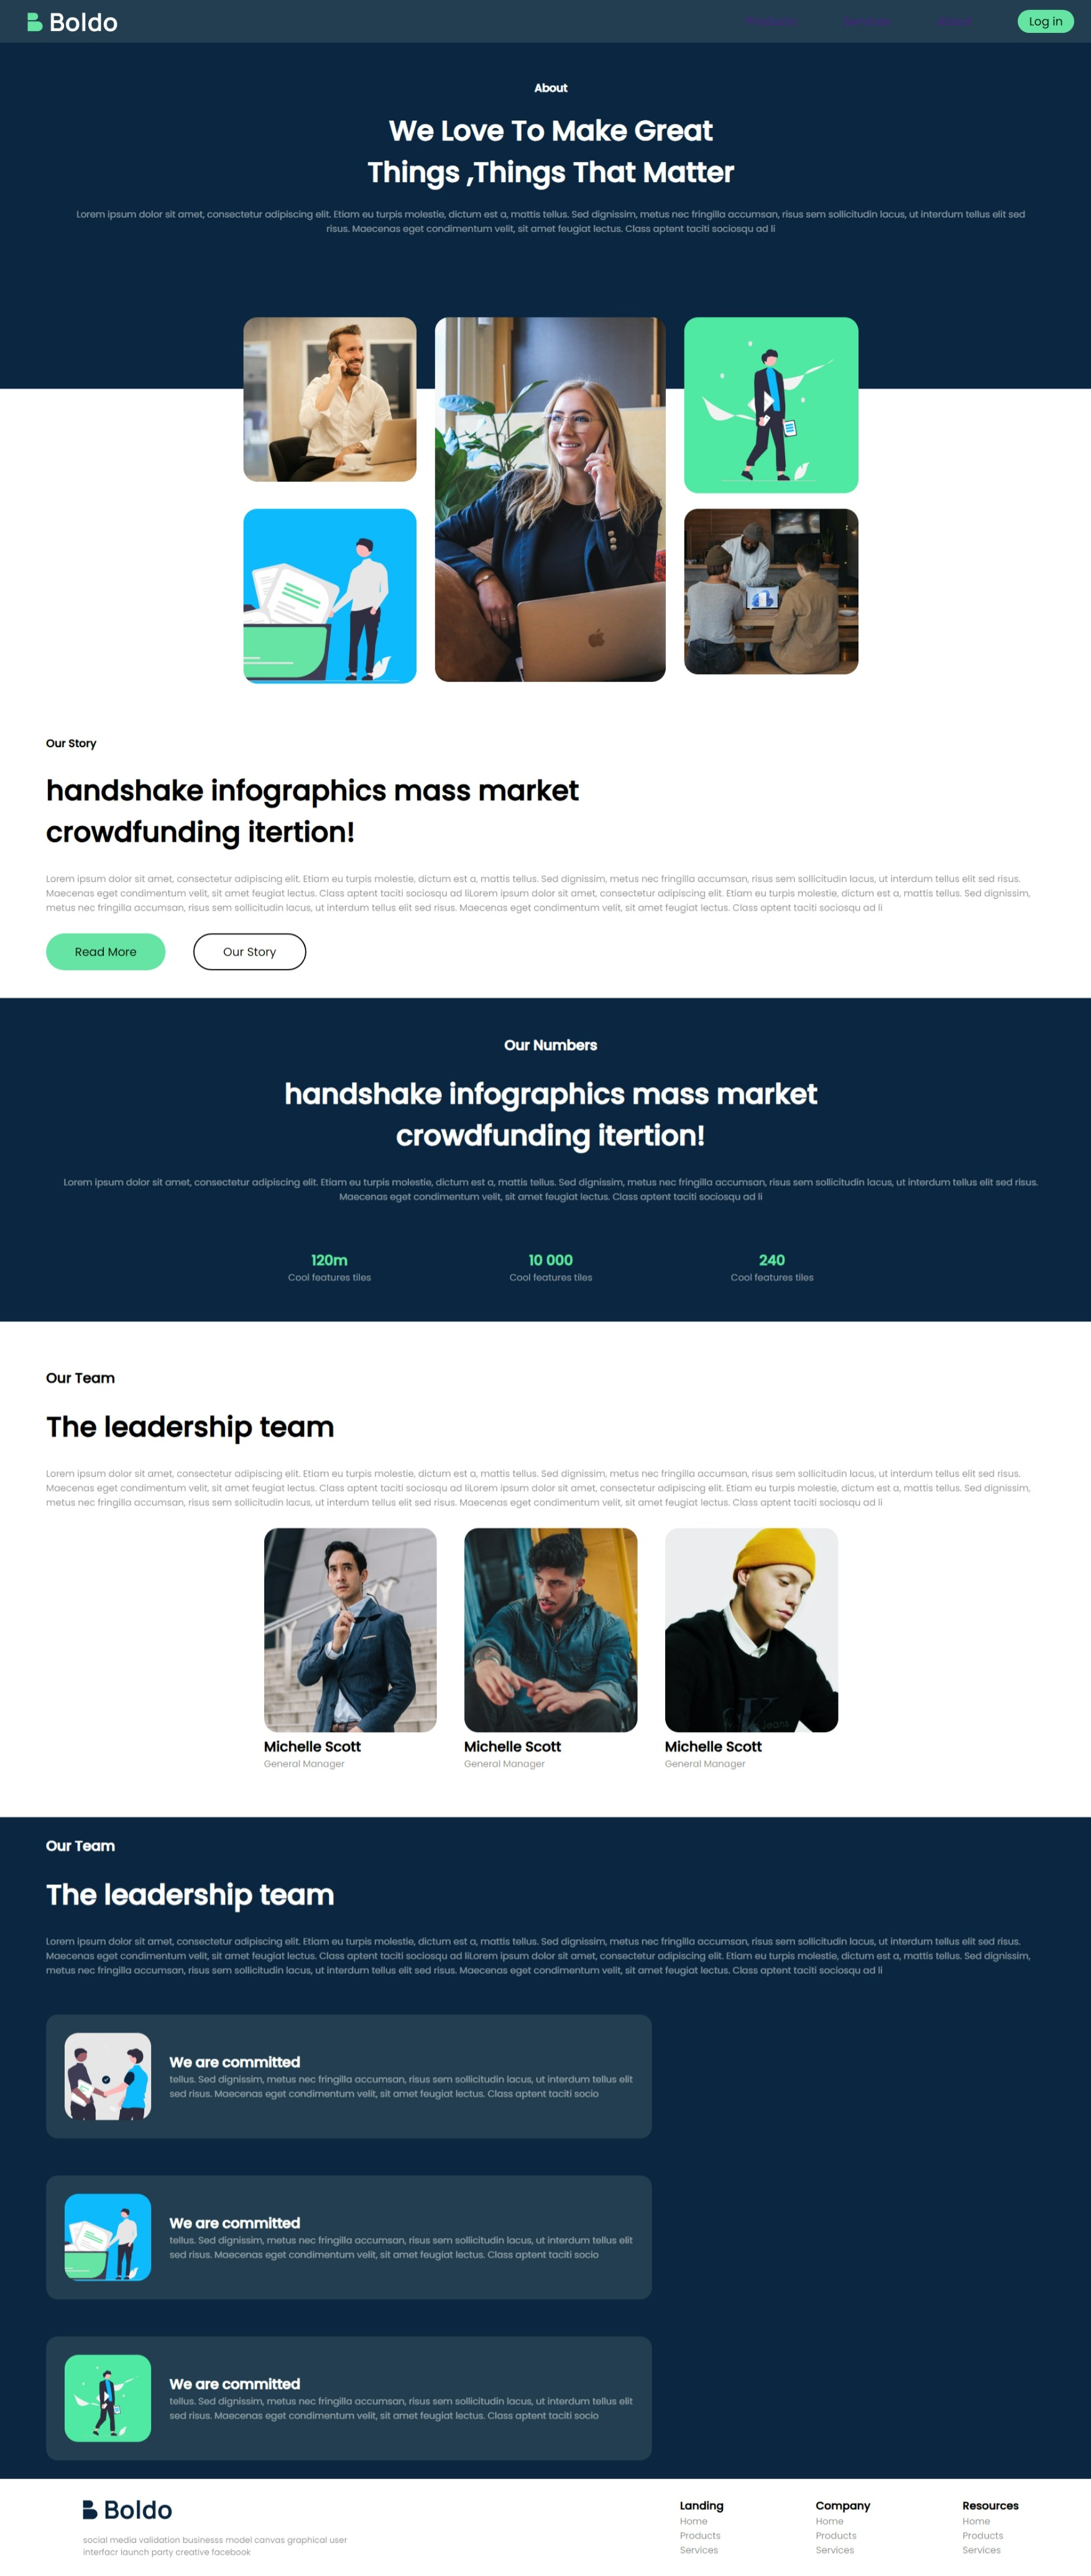 Boldo
Services
About
Log in
About
We Love To Make Great
Things ,Things That Matter
Lorem ipsum dolor sit amet, consectetur adipiscing elit. Etiam eu turpis molestie, dictum est a, mattis tellus. Sed dignissim, metus nec fringilla accumsan, risus sem sollicitudin lacus, ut interdum tellus elit sed
risus. Maecenas eget condimentum velit, sit amet feugiat lectus. Class aptent taciti sociosqu ad li
Our Story
handshake infographics mass market
crowdfunding itertion!
Lorem ipsum dolor sit amet, consectetur adipiscing elit. Etiam eu turpis molestie, dictum est a, mattis tellus. Sed dignissim, metus nec fringilla accumsan, risus sem sollicitudin lacus, ut interdum tellus elit sed risus.
Maecenas eget condimentum velit, sit amet feugiat lectus. Class aptent taciti sociosqu ad liLorem ipsum dolor sit amet, consectetur adipiscing elit. Etiam eu turpis molestie, dictum est a, mattis tellus. Sed dignissim,
metus nec fringilla accumsan, risus sem sollicitudin lacus, ut interdum tellus elit sed risus. Maecenas eget condimentum velit, sit amet feugiat lectus. Class aptent taciti sociosqu ad li
Read More
Our Story
Our Numbers
handshake infographics mass market
crowdfunding itertion!
Lorem ipsum dolor sit amet, consectetur adipiscing elit. Etiam eu turpis molestie, dictum est a, mattis tellus. Sed dignissim, metus nec fringilla accumsan, risus sem sollicitudin lacus, ut interdum tellus elit sed risus.
Maecenas eget condimentum velit, sit amet feugiat lectus. Class aptent taciti sociosqu ad li
120m
Cool features tiles
10 000
Cool features tiles
240
Cool features tiles
Our Team
The leadership team
Lorem ipsum dolor sit amet, consectetur adipiscing elit. Etiam eu turpis molestie, dictum est a, mattis tellus. Sed dignissim, metus nec fringilla accumsan, risus sem sollicitudin lacus, ut interdum tellus elit sed risus.
Maecenas eget condimentum velit, sit amet feugiat lectus. Class aptent taciti sociosqu ad liLorem ipsum dolor sit amet, consectetur adipiscing elit. Etiam eu turpis molestie, dictum est a, mattis tellus. Sed dignissim,
metus nec fringilla accumsan, risus sem sollicitudin lacus, ut interdum tellus elit sed risus. Maecenas eget condimentum velit, sit amet feugiat lectus. Class aptent taciti sociosqu ad li
Michelle Scott
General Manager
Michelle Scott
General Manager
Michelle Scott
General Manager
Our Team
The leadership team
Lorem ipsum dolor sit amet, consectetur adipiscing elit. Etiam eu turpis molestie, dictum est a, mattis tellus. Sed dignissim, metus nec fringilla accumsan, risus sem sollicitudin lacus, ut interdum tellus elit sed risus.
Maecenas eget condimentum velit, sit amet feugiat lectus. Class aptent taciti sociosqu ad liLorem ipsum dolor sit amet, consectetur adipiscing elit. Etiam eu turpis molestie, dictum est a, mattis tellus. Sed dignissim,
metus nec fringilla accumsan, risus sem sollicitudin lacus, ut interdum tellus elit sed risus. Maecenas eget condimentum velit, sit amet feugiat lectus. Class aptent taciti sociosqu ad li
We are committed
tellus. Sed dignissim, metus nec fringilla accumsan, risus sem sollicitudin lacus, ut interdum tellus elit
sed risus. Maecenas eget condimentum velit, sit amet feugiat lectus. Class aptent taciti socio
We are committed
tellus. Sed dignissim, metus nec fringilla accumsan, risus sem sollicitudin lacus, ut interdum tellus elit
sed risus. Maecenas eget condimentum velit, sit amet feugiat lectus. Class aptent taciti socio
We are committed
tellus. Sed dignissim, metus nec fringilla accumsan, risus sem sollicitudin lacus, ut interdum tellus elit
sed risus. Maecenas eget condimentum velit, sit amet feugiat lectus. Class aptent taciti socio
Boldo
social media validation businesss model canvas graphical user
interfacr launch party creative facebook
Landing
Home
Products
Services
Company
Home
Products
Services
Resources
Home
Products
Services